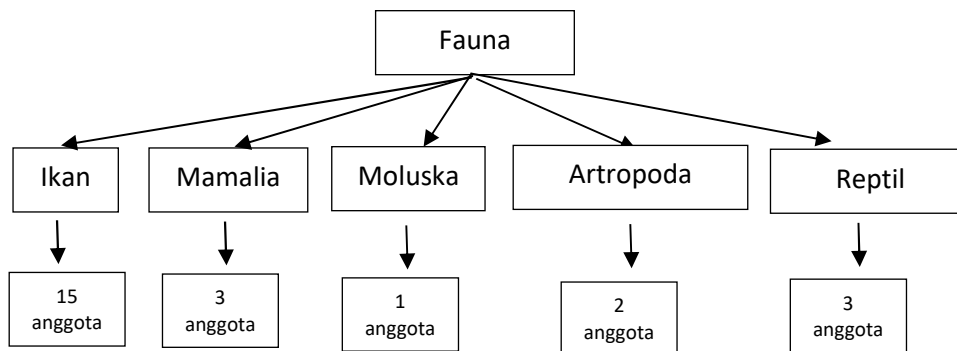 Fauna
Ikan
Mamalia
Moluska
Artropoda
Reptil
15
anggota
3
anggota
1
anggota
2
anggota
3
anggota